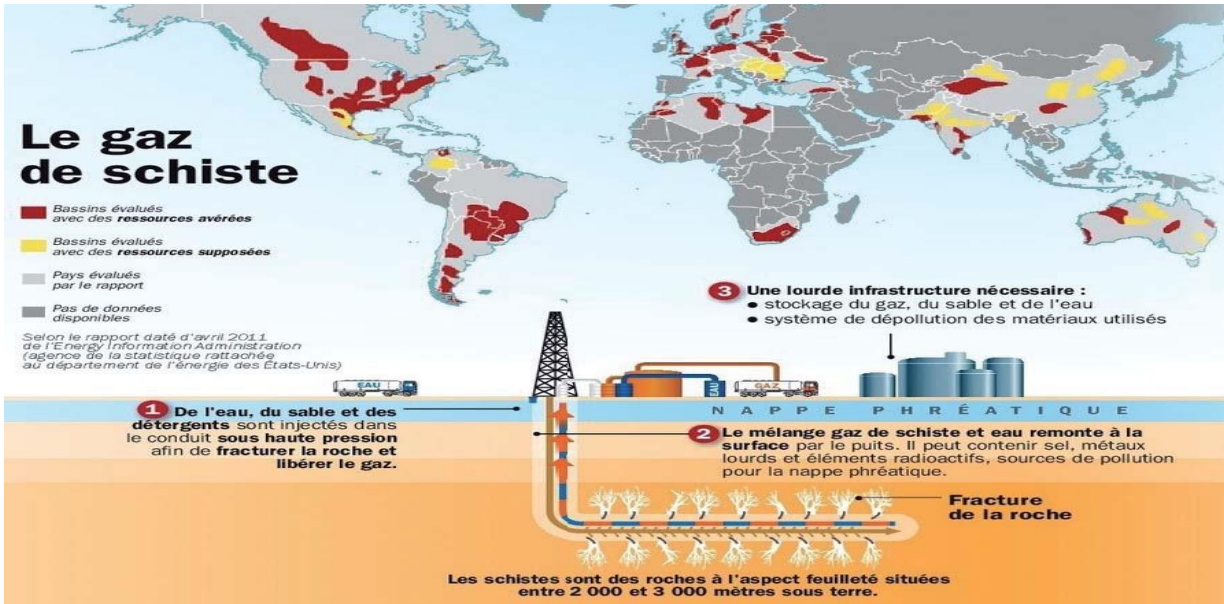 Le gaz
de schiste
Bassins évalués
avec des ressources avérées
Bassins évalués
avec des ressources supposées
Pays évalués
par le rapport
Pas de données
disponibles
Selon le rapport daté d'avril 2011
de l'Energy Information Administration
(agence de la statistique rattachée
au département de l'énergie des États-Unis)
3 Une lourde infrastructure nécessaire :
• stockage du gaz, du sable et de l'eau
• système de dépollution des matériaux utilisés
EAU
EAU
GAZ
NAPPE PHRÉATIQUE
1 De l'eau, du sable et des
détergents sont injectés dans
le conduit sous haute pression
afin de fracturer la roche et
libérer le gaz.
2 Le mélange gaz de schiste et eau remonte à la
surface par le puits. Il peut contenir sel, métaux
lourds et éléments radioactifs, sources de pollution
pour la nappe phréatique.
Fracture
de la roche
Les schistes sont des roches à l'aspect feuilleté situées
entre 2 000 et 3 000 mètres sous terre.